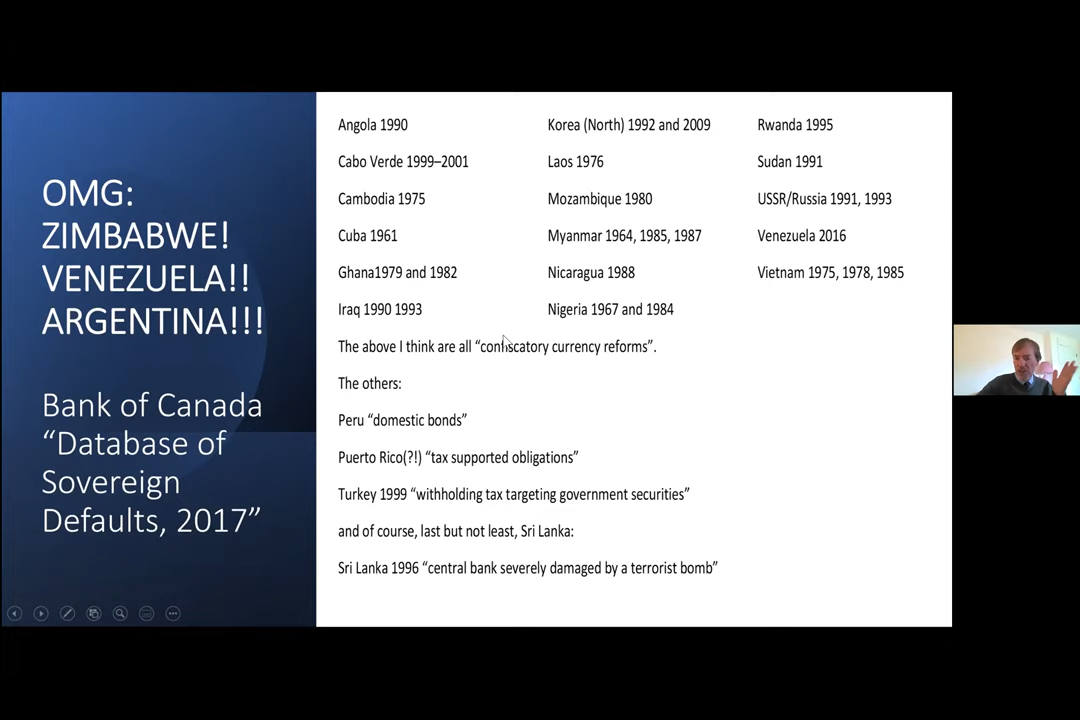 OMG:
ZIMBABWE!
VENEZUELA!!
ARGENTINA!!!
Bank of Canada
“Database of
Sovereign
Defaults, 2017”
Angola 1990
Korea (North) 1992 and 2009
Rwanda 1995
Cabo Verde 1999–2001
Laos 1976
Sudan 1991
Cambodia 1975
Mozambique 1980
USSR/Russia 1991, 1993
Cuba 1961
Myanmar 1964, 1985, 1987
Venezuela 2016
Ghana1979 and 1982
Nicaragua 1988
Vietnam 1975, 1978, 1985
Iraq 1990 1993
Nigeria 1967 and 1984
The above I think are all “confiscatory currency reforms”.
The others:
Peru “domestic bonds”
Puerto Rico(?!) “tax supported obligations”
Turkey 1999 “withholding tax targeting government securities”
and of course, last but not least, Sri Lanka:
Sri Lanka 1996 “central bank severely damaged by a terrorist bomb”